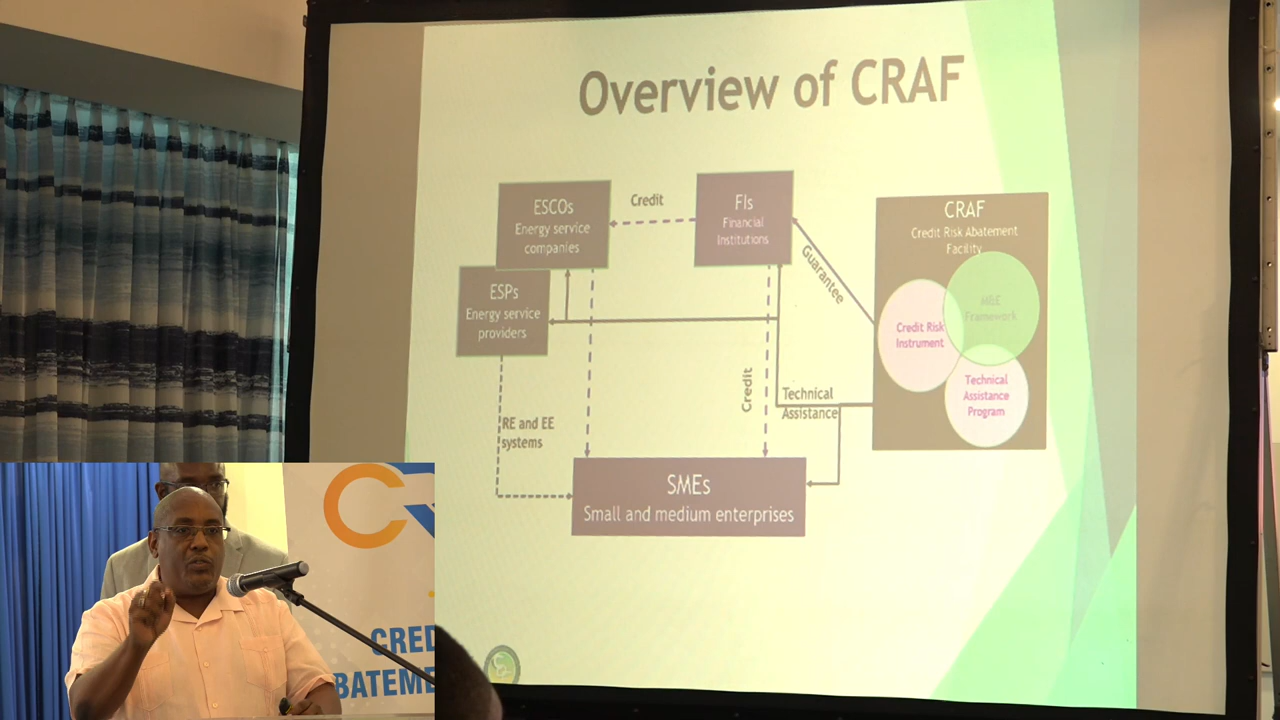 Overview of CRAF
ESCOs
Energy service
companies
Credit
FIs
Financial
Institutions
CRAF
Credit Risk Abatement
Facility
Guarantee
ESPs
Energy service
providers
MRE
Framework
Credit Risk
Instrument
Technical
Assistance
Program
Credit
Technical
Assistance
RE and EE
systems
SMEs
Small and medium enterprises
CRED
BATEME